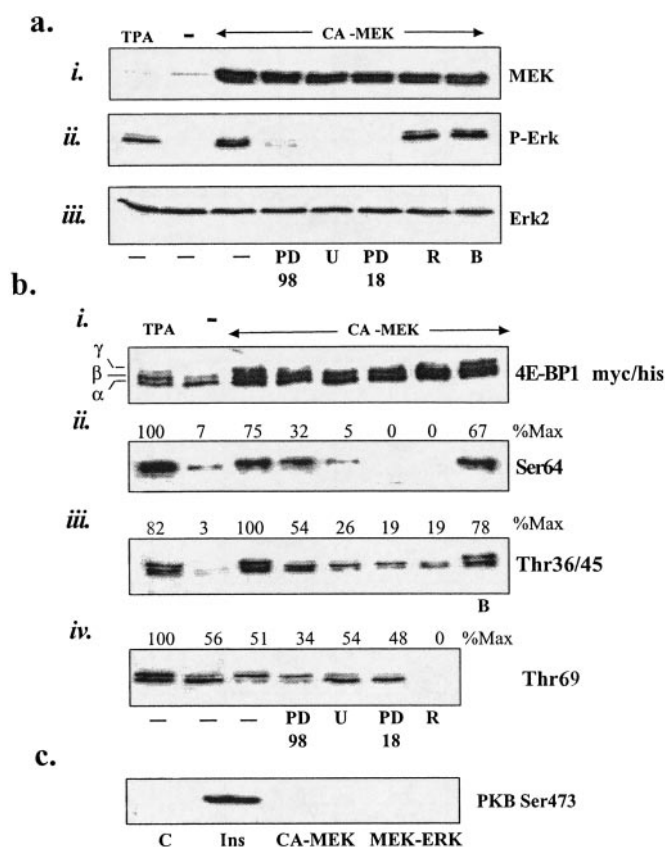 a.
TPA – CA -MEK
i. MEK
ii. P-Erk
iii. Erk2
— — — PD U PD R B
98 18
b.
i.
TPA - CA -MEK
γ
β
α
4E-BP1 myc/his
ii.
100 7 75 32 5 0 0 67 %Max
Ser64
iii.
82 3 100 54 26 19 19 78 %Max
Thr36/45
B
iv.
100 56 51 34 54 48 0 %Max
Thr69
— — — PD U PD R
98 18
c.
PKB Ser473
C Ins CA-MEK MEK-ERK